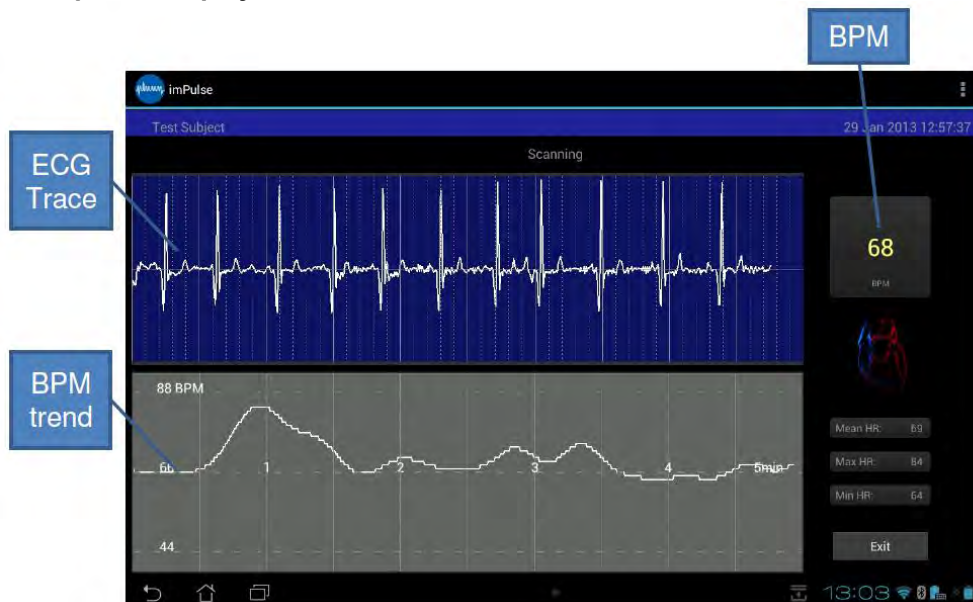 BPM
imPulse
Test Subject
29 Jan 2013 12:57:37
Scanning
ECG
Trace
68
BPM
88 BPM
BPM
trend
66
1
2
3
4
5min
44
Mean HR: 69
Max HR: 84
Min HR: 64
Exit
13:03